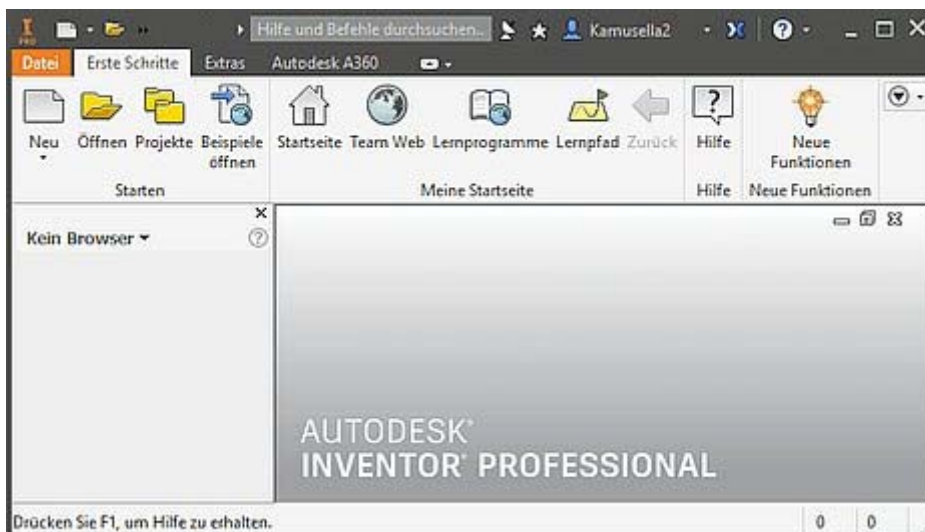 PRO Hilfe und Befehle durchsuchen... Kamusella2
Datei Erste Schritte Extras Autodesk A360
Neu Öffnen Projekte Beispiele öffnen Startseite Team Web Lernprogramme Lernpfad Zurück Hilfe Neue Funktionen
Starten Meine Startseite Hilfe Neue Funktionen
Kein Browser
AUTODESK®
INVENTOR® PROFESSIONAL
Drücken Sie F1, um Hilfe zu erhalten. 0 0